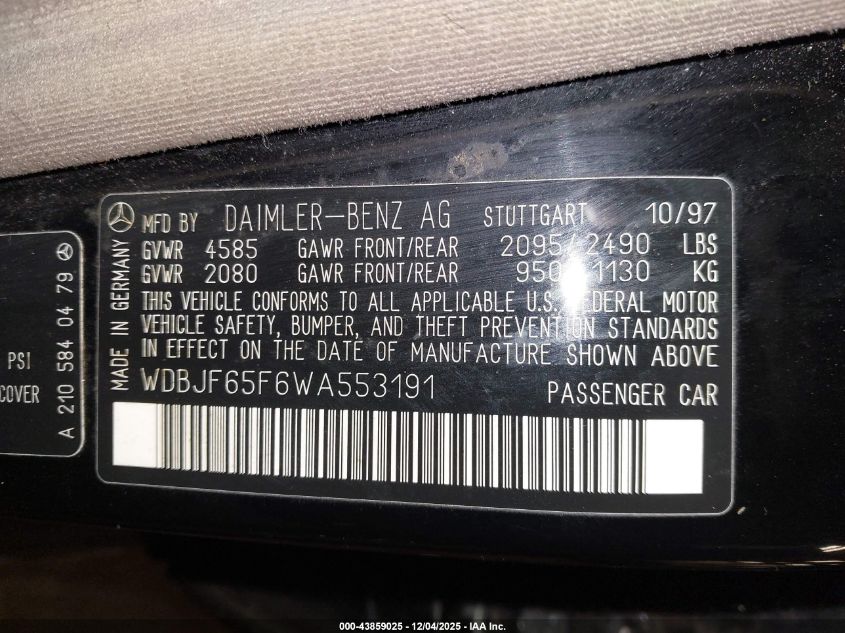 MFD BY DAIMLER-BENZ AG STUTTGART 10/97
GVWR 4585 GAWR FRONT/REAR 2095/2490 LBS
GVWR 2080 GAWR FRONT/REAR 950/1130 KG
THIS VEHICLE CONFORMS TO ALL APPLICABLE U.S. FEDERAL MOTOR
VEHICLE SAFETY, BUMPER, AND THEFT PREVENTION STANDARDS
IN EFFECT ON THE DATE OF MANUFACTURE SHOWN ABOVE.
WDBJF65F6WA553191 PASSENGER CAR
MADE IN GERMANY
A 210 584 04 79
PSI
COVER
000-43859025 - 12/04/2025 - IAA Inc.